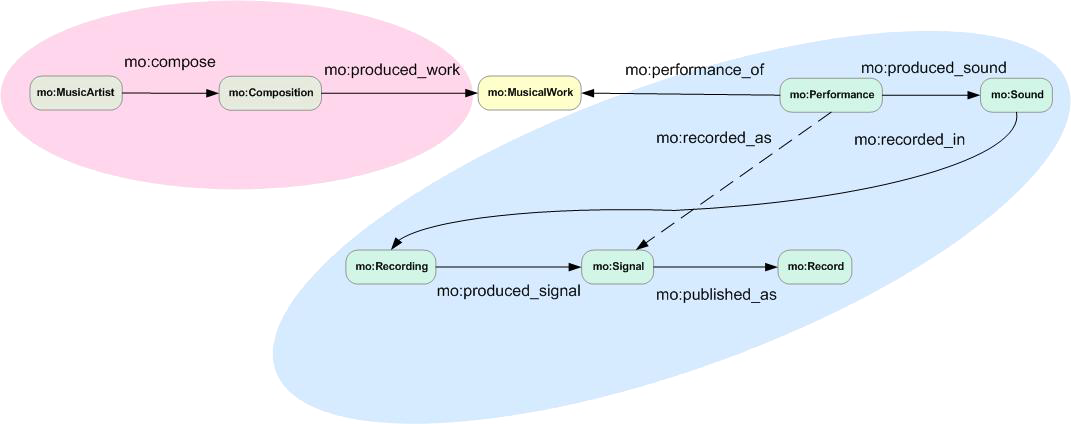 mo:compose
mo:produced_work
mo:performance_of
mo:produced_sound
mo:MusicArtist
mo:Composition
mo:MusicalWork
mo:Performance
mo:Sound
mo:recorded_as
mo:recorded_in
mo:Recording
mo:Signal
mo:Record
mo:produced_signal
mo:published_as